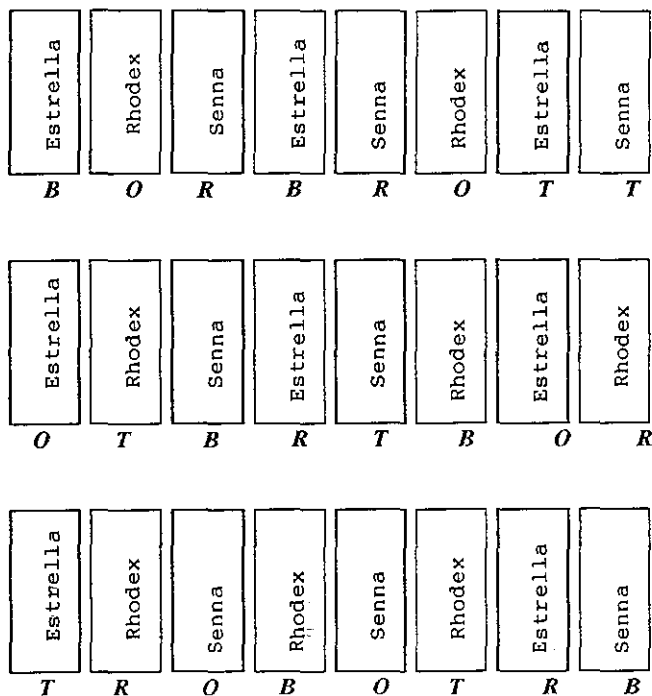 Estrella Rhodex Senna Estrella Senna Rhodex Estrella Senna
B O R B R O T T
Estrella Rhodex Senna Estrella Senna Rhodex Estrella Rhodex
O T B R T B O R
Estrella Rhodex Senna Rhodex Senna Rhodex Estrella Senna
T R O B O T R B